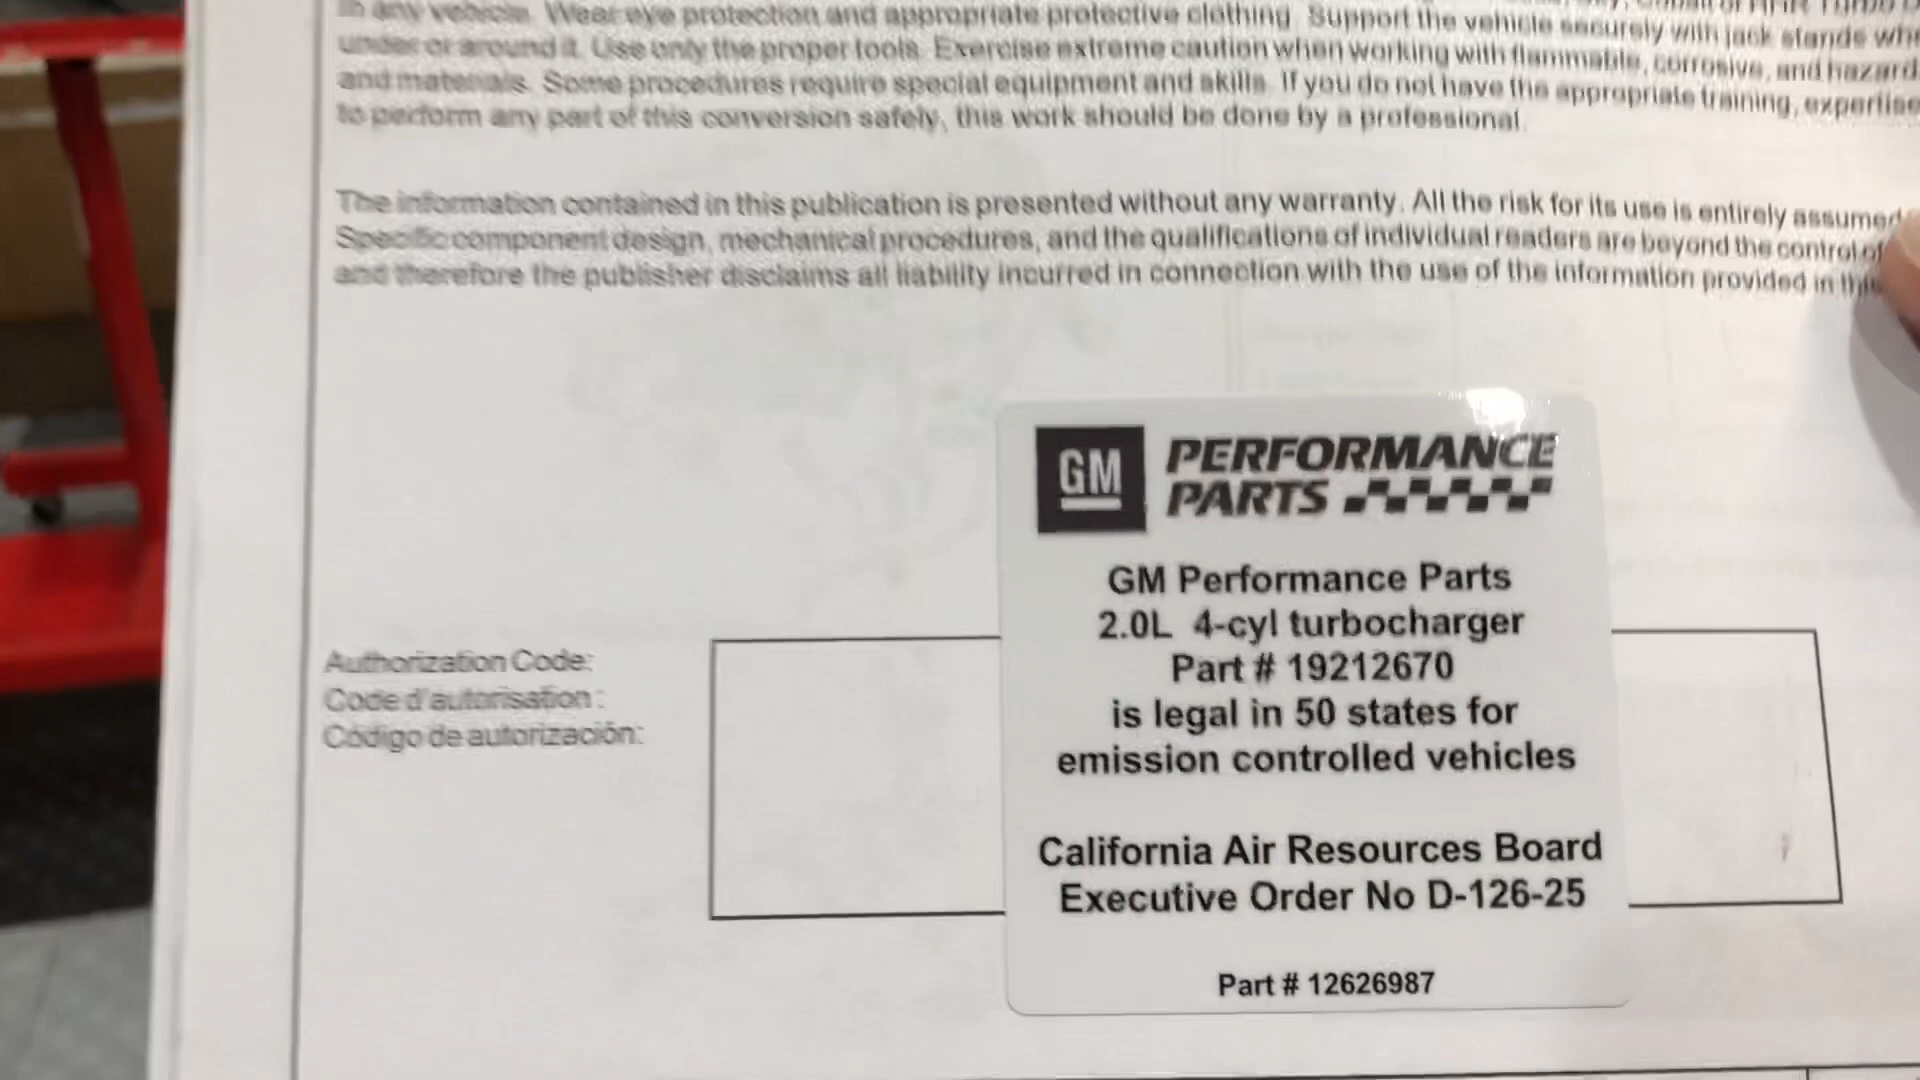 in any vehicle. Wear eye protection and appropriate protective clothing. Support the vehicle securely with jack stands
under or around it. Use only the proper tools. Exercise extreme caution when working with flammable, corrosive, and
and materials. Some procedures require special equipment and skills. If you do not have the appropriate training, expertise
to perform any part of this conversion safely, this work should be done by a professional.
The information contained in this publication is presented without any warranty. All the risk for its use is entirely assumed
Specific component design, mechanical procedures, and the qualifications of individual readers are beyond the control of
and therefore the publisher disclaims all liability incurred in connection with the use of the information provided in this
GM PERFORMANCE
PARTS
GM Performance Parts
2.0L 4-cyl turbocharger
Part # 19212670
is legal in 50 states for
emission controlled vehicles
California Air Resources Board
Executive Order No D-126-25
Part # 12626987
Authorization Code:
Code d'autorisation :
Código de autorización: